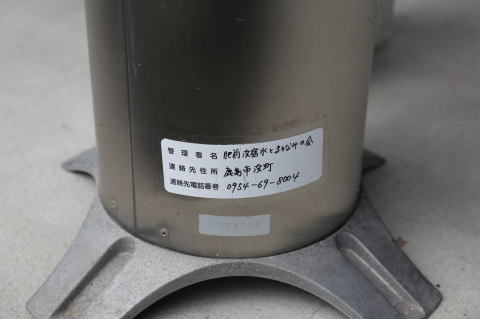 管理者名 肥前浜宿水とまちなみの会
連絡先住所 鹿島市浜町
連絡先電話番号 0954-69-8004